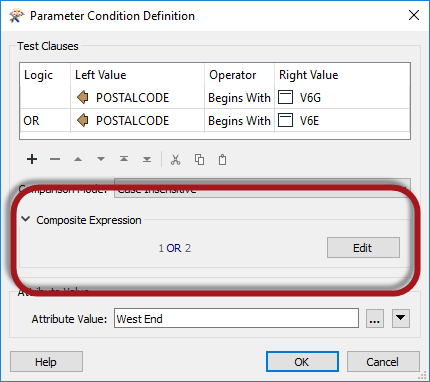 Parameter Condition Definition
Test Clauses
Logic Left Value Operator Right Value
POSTALCODE Begins With V6G
OR POSTALCODE Begins With V6E
Comparison Mode: Case Insensitive
Composite Expression
1 OR 2 Edit
Attribute Value
Attribute Value: West End ...
Help OK Cancel